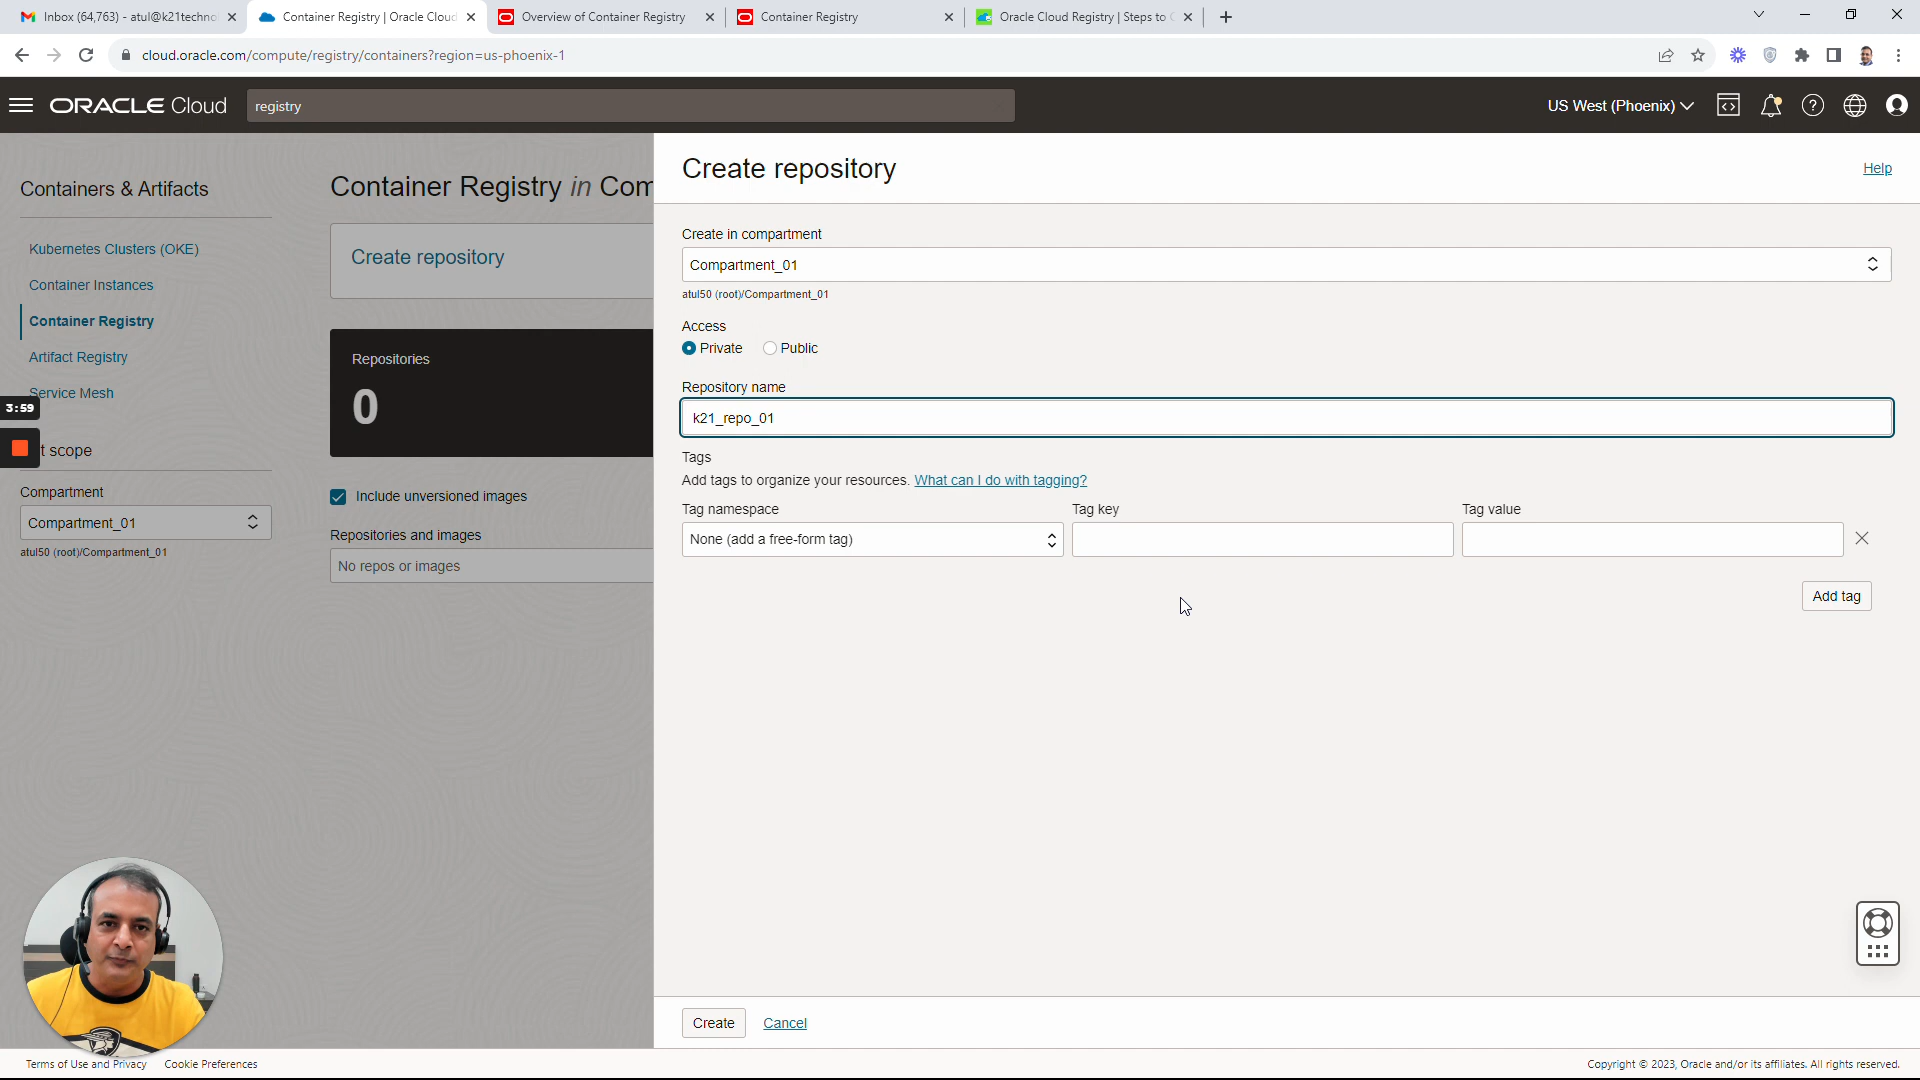 Inbox (64,763) - atul@k21techno
Container Registry | Oracle Cloud
Overview of Container Registry
Container Registry
Oracle Cloud Registry | Steps to C
cloud.oracle.com/compute/registry/containers?region=us-phoenix-1
ORACLE Cloud
registry
US West (Phoenix)
Containers & Artifacts
Kubernetes Clusters (OKE)
Container Instances
Container Registry
Artifact Registry
Service Mesh
3:59
t scope
Compartment
Compartment_01
atul50 (root)/Compartment_01
Container Registry in Com
Create repository
Repositories
0
Include unversioned images
Repositories and images
No repos or images
Create repository
Help
Create in compartment
Compartment_01
atul50 (root)/Compartment_01
Access
Private
Public
Repository name
k21_repo_01
Tags
Add tags to organize your resources. What can I do with tagging?
Tag namespace
Tag key
Tag value
None (add a free-form tag)
Add tag
Create
Cancel
Terms of Use and Privacy
Cookie Preferences
Copyright © 2023, Oracle and/or its affiliates. All rights reserved.